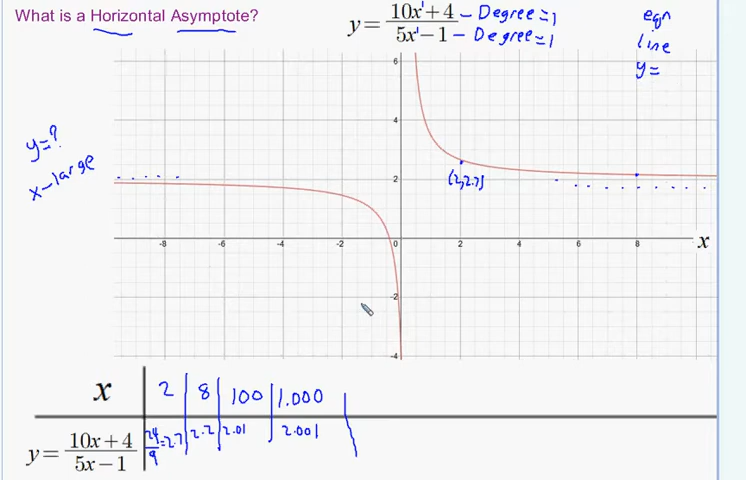 What is a Horizontal Asymptote?
y = (10x¹+4)/(5x¹−1)
– Degree=1
– Degree=1
eqn
line
y=
y=?
x–large
6
4
2
(2,2.7)
-8 -6 -4 -2 0 2 4 6 8 x
-2
-4
x 2 8 100 1.000
y = (10x+4)/(5x−1) 24/9=2.7 2.2 2.01 2.001